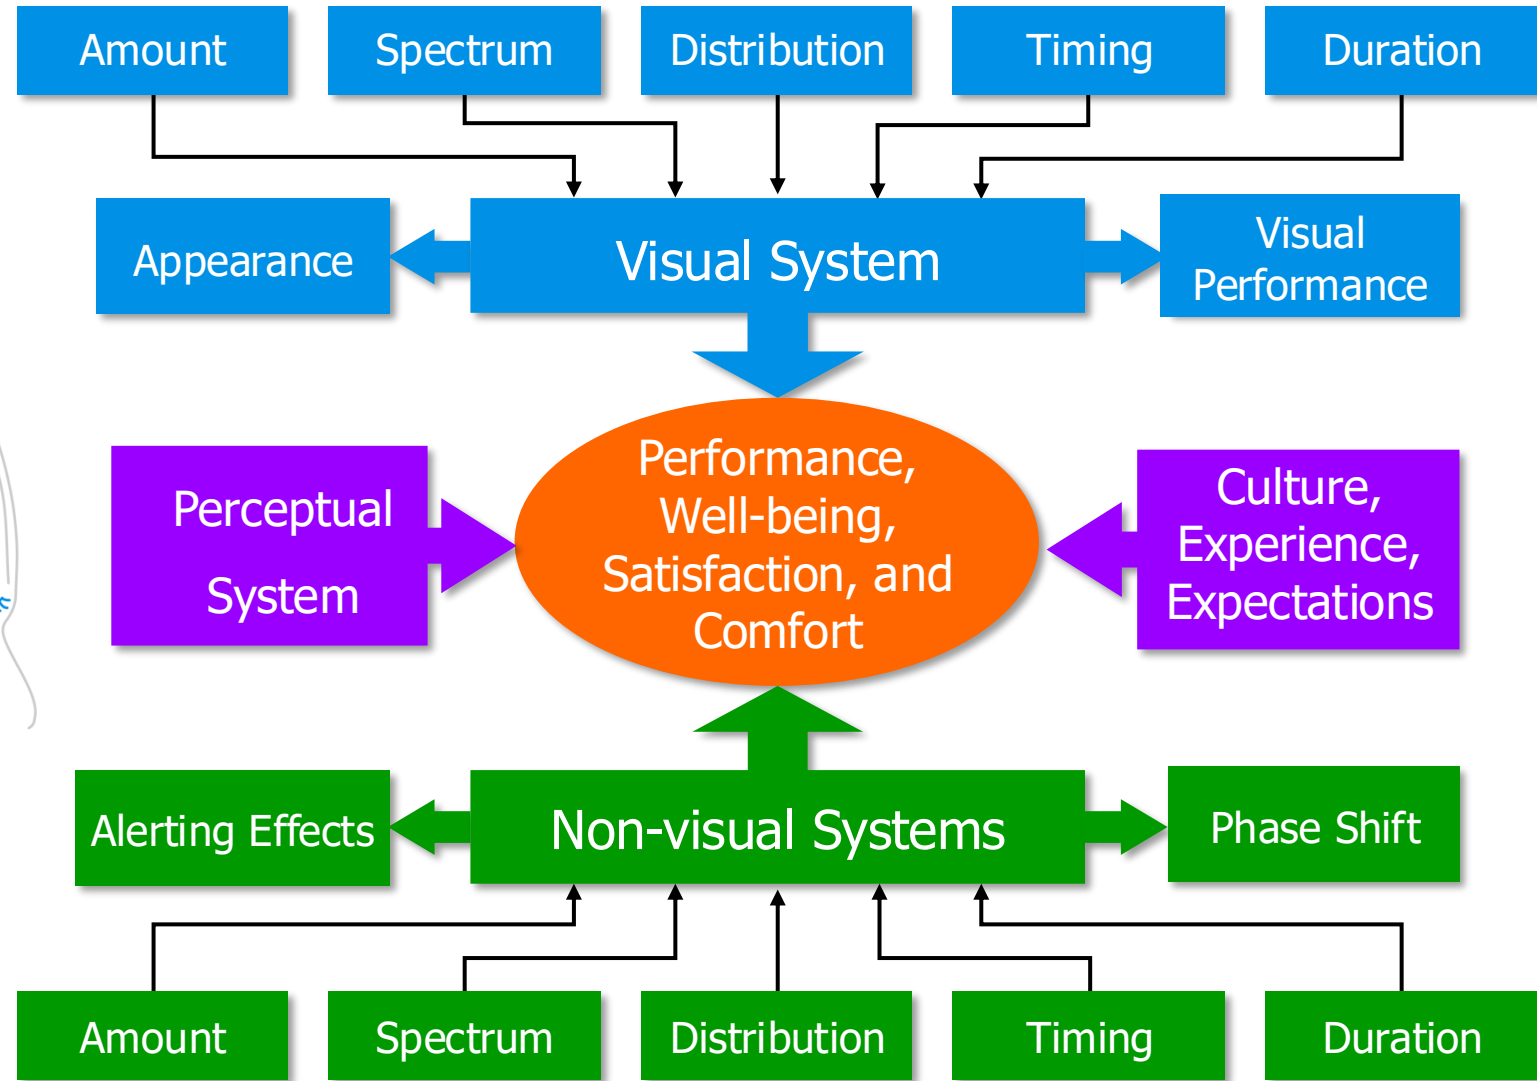 Amount
Spectrum
Distribution
Timing
Duration
Appearance
Visual System
Visual
Performance
Performance,
Well-being,
Satisfaction, and
Comfort
Perceptual
System
Culture,
Experience,
Expectations
Alerting Effects
Non-visual Systems
Phase Shift
Amount
Spectrum
Distribution
Timing
Duration